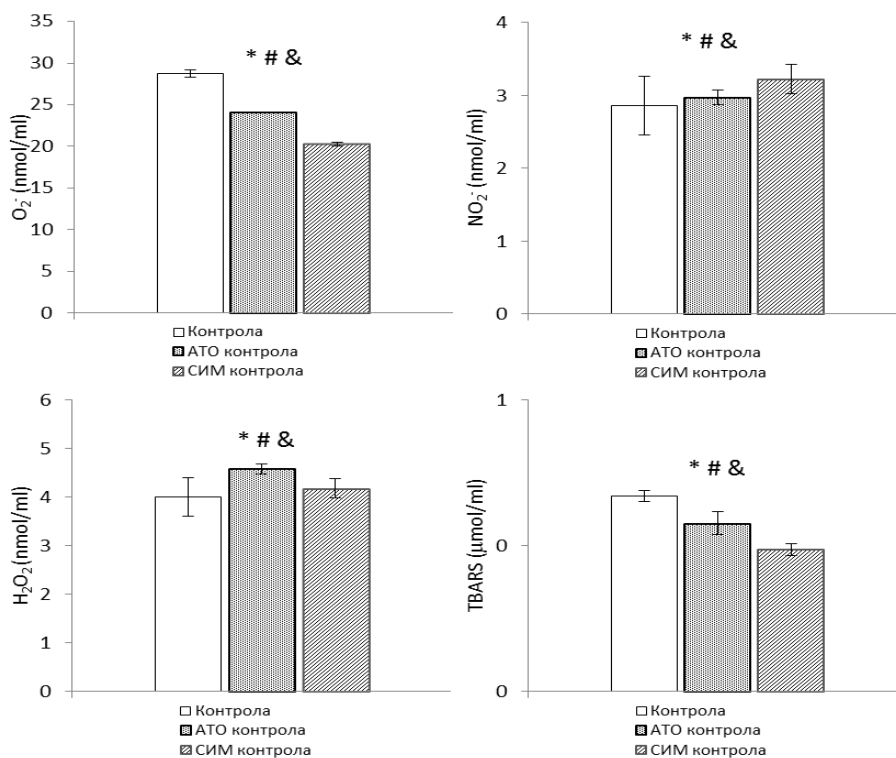 35
30
25
20
15
10
5
0
O₂⁻ (nmol/ml)
* # &
Контрола
АТО контрола
СИМ контрола
4
3
2
1
0
NO₂⁻ (nmol/ml)
* # &
Контрола
АТО контрола
СИМ контрола
6
5
4
3
2
1
0
H₂O₂ (nmol/ml)
* # &
Контрола
АТО контрола
СИМ контрола
1
0
0
TBARS (μmol/ml)
* # &
Контрола
АТО контрола
СИМ контрола